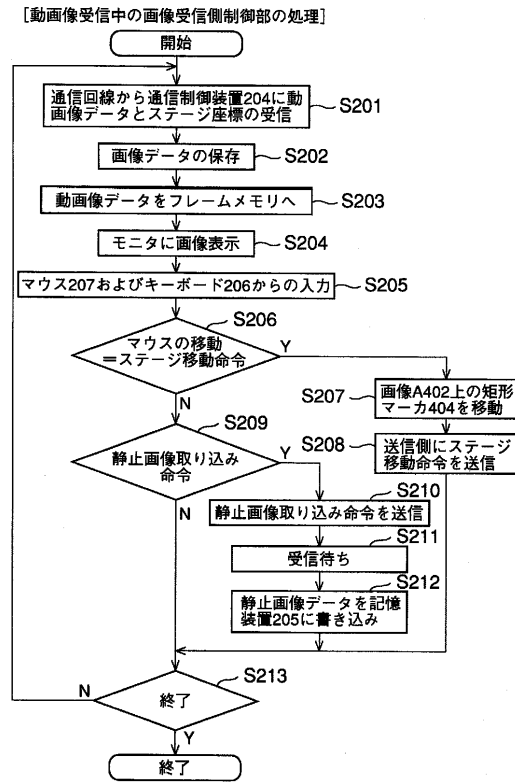 [動画像受信中の画像受信側制御部の処理]
開始
通信回線から通信制御装置204に動
画像データとステージ座標の受信
S201
画像データの保存
S202
動画像データをフレームメモリへ
S203
モニタに画像表示
S204
マウス207およびキーボード206からの入力
S205
マウスの移動
=ステージ移動命令
S206
Y
N
S207
画像A402上の矩形
マーカ404を移動
S208
送信側にステージ
移動命令を送信
S209
静止画像取り込み
命令
Y
N
S210
静止画像取り込み命令を送信
S211
受信待ち
S212
静止画像データを記憶
装置205に書き込み
S213
N
終了
Y
終了